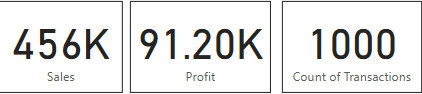 456K
Sales
91.20K
Profit
1000
Count of Transactions